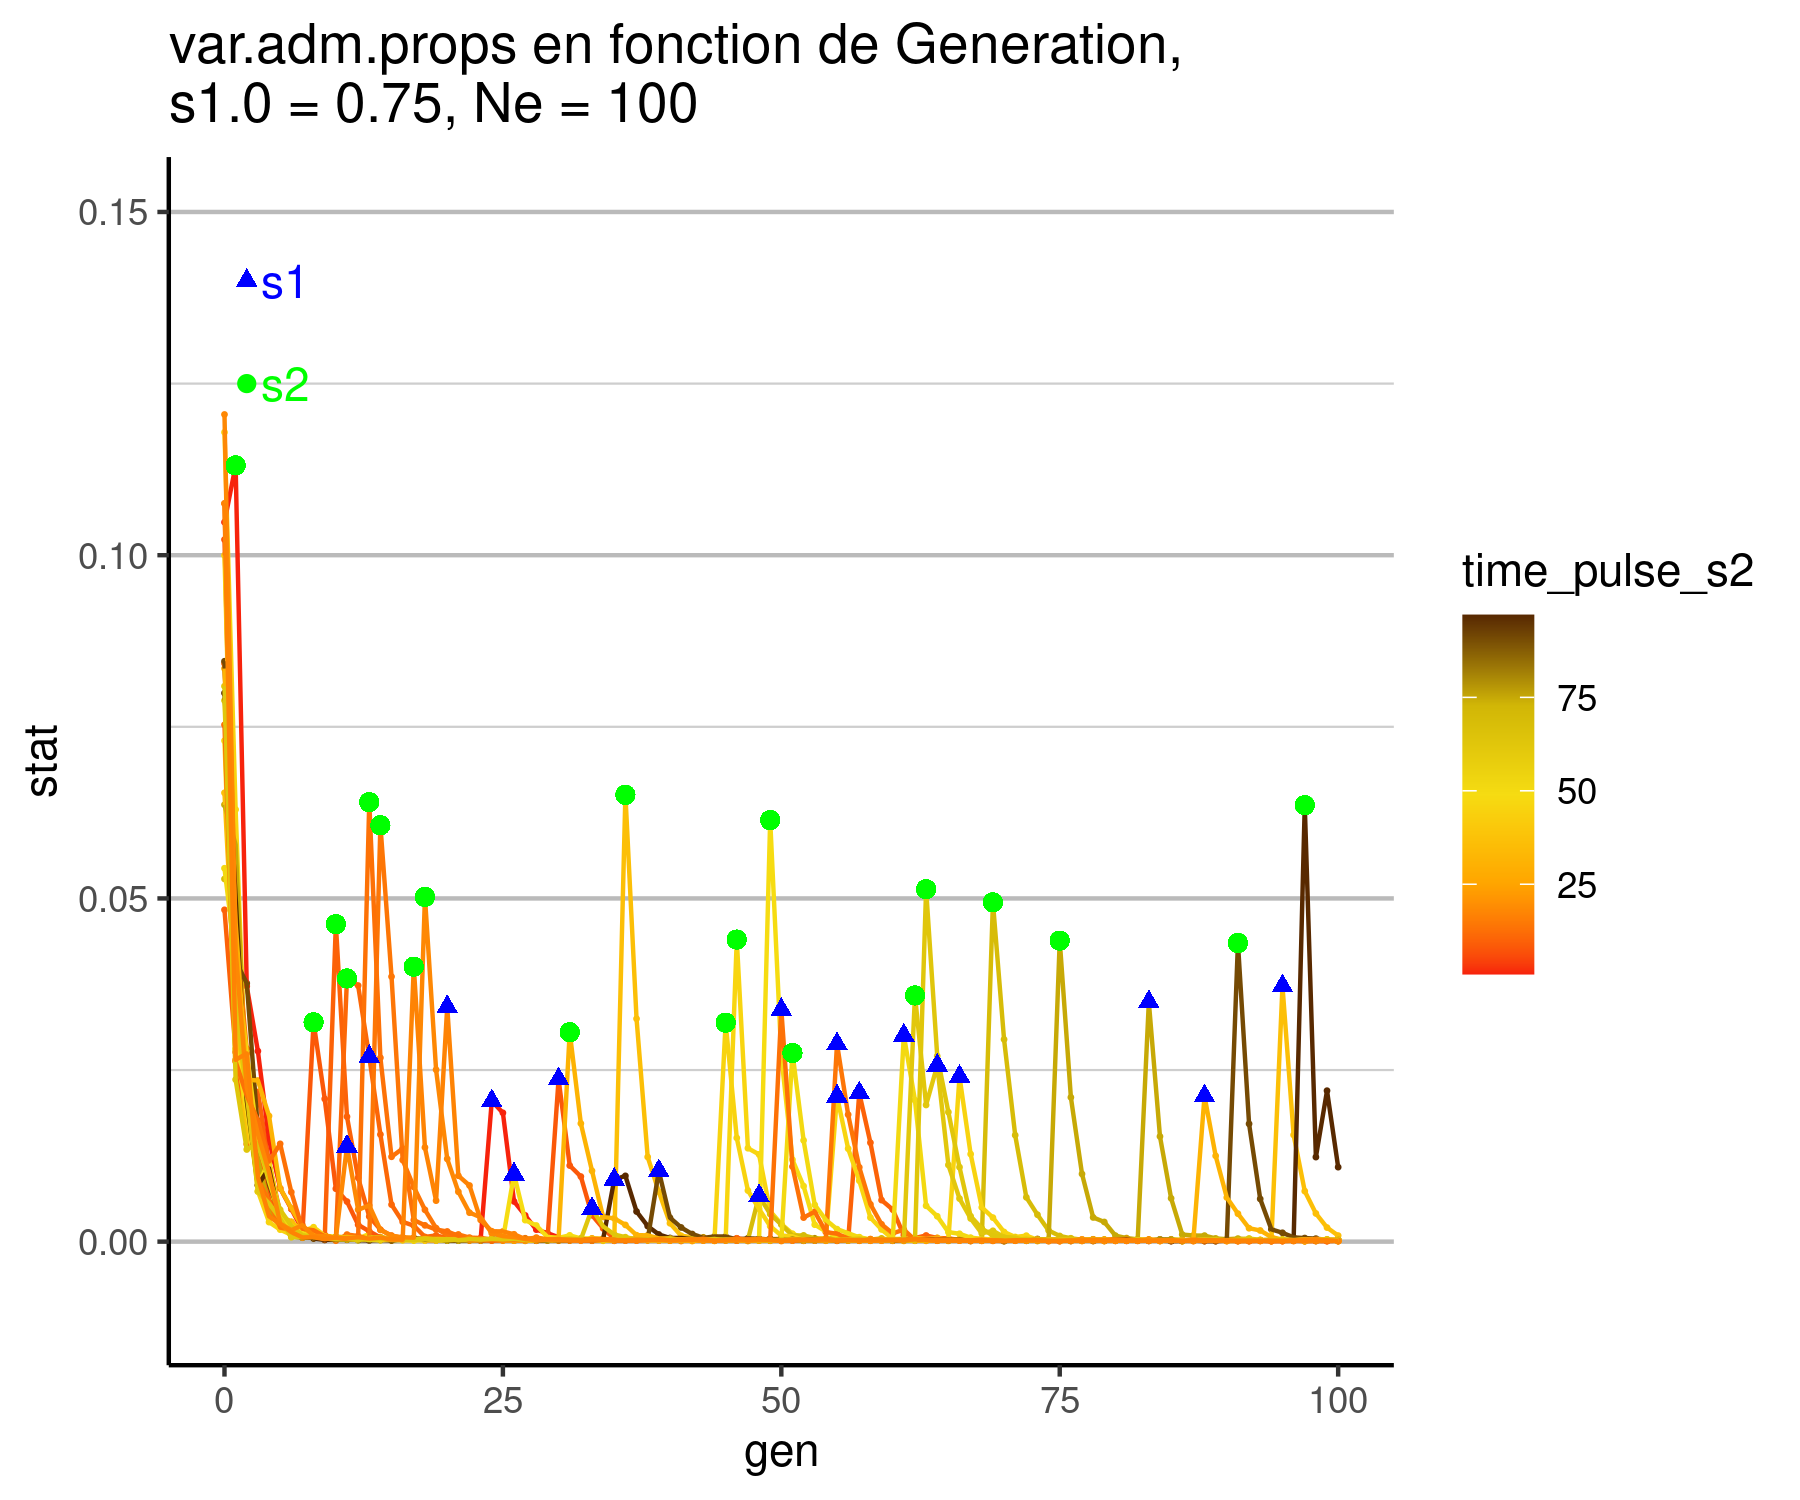 var.adm.props en fonction de Generation,
s1.0 = 0.75, Ne = 100
0.15
s1
s2
0.10
0.05
0.00
stat
0
25
50
75
100
gen
time_pulse_s2
75
50
25